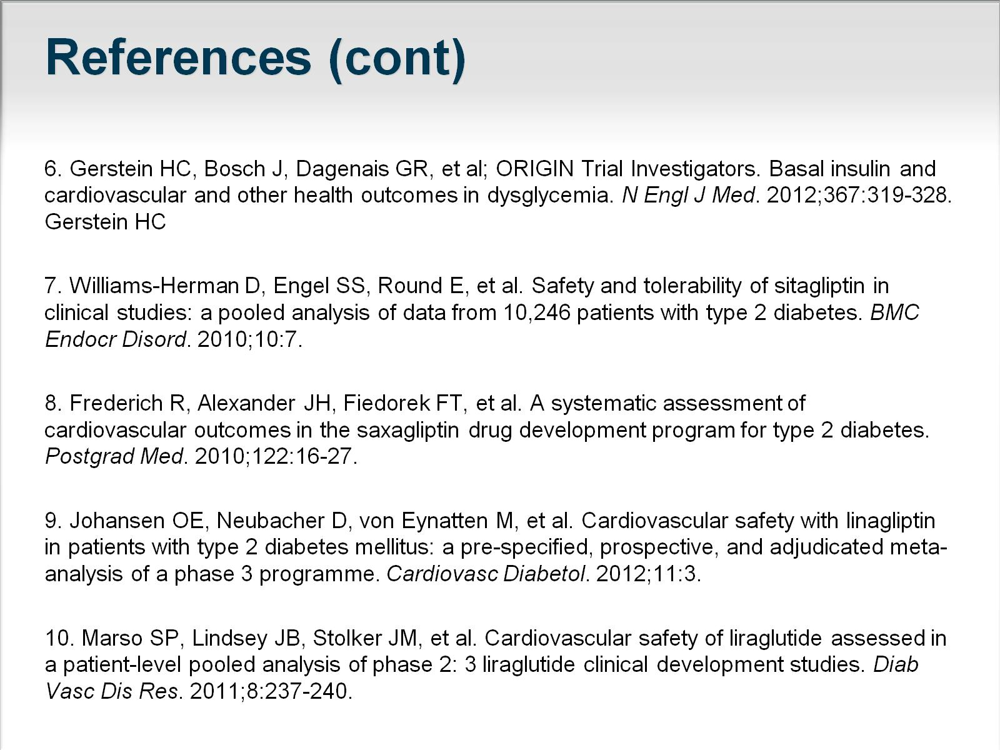 References (cont)
6. Gerstein HC, Bosch J, Dagenais GR, et al; ORIGIN Trial Investigators. Basal insulin and
cardiovascular and other health outcomes in dysglycemia. N Engl J Med. 2012;367:319-328.
Gerstein HC
7. Williams-Herman D, Engel SS, Round E, et al. Safety and tolerability of sitagliptin in
clinical studies: a pooled analysis of data from 10,246 patients with type 2 diabetes. BMC
Endocr Disord. 2010;10:7.
8. Frederich R, Alexander JH, Fiedorek FT, et al. A systematic assessment of
cardiovascular outcomes in the saxagliptin drug development program for type 2 diabetes.
Postgrad Med. 2010;122:16-27.
9. Johansen OE, Neubacher D, von Eynatten M, et al. Cardiovascular safety with linagliptin
in patients with type 2 diabetes mellitus: a pre-specified, prospective, and adjudicated meta-
analysis of a phase 3 programme. Cardiovasc Diabetol. 2012;11:3.
10. Marso SP, Lindsey JB, Stolker JM, et al. Cardiovascular safety of liraglutide assessed in
a patient-level pooled analysis of phase 2: 3 liraglutide clinical development studies. Diab
Vasc Dis Res. 2011;8:237-240.